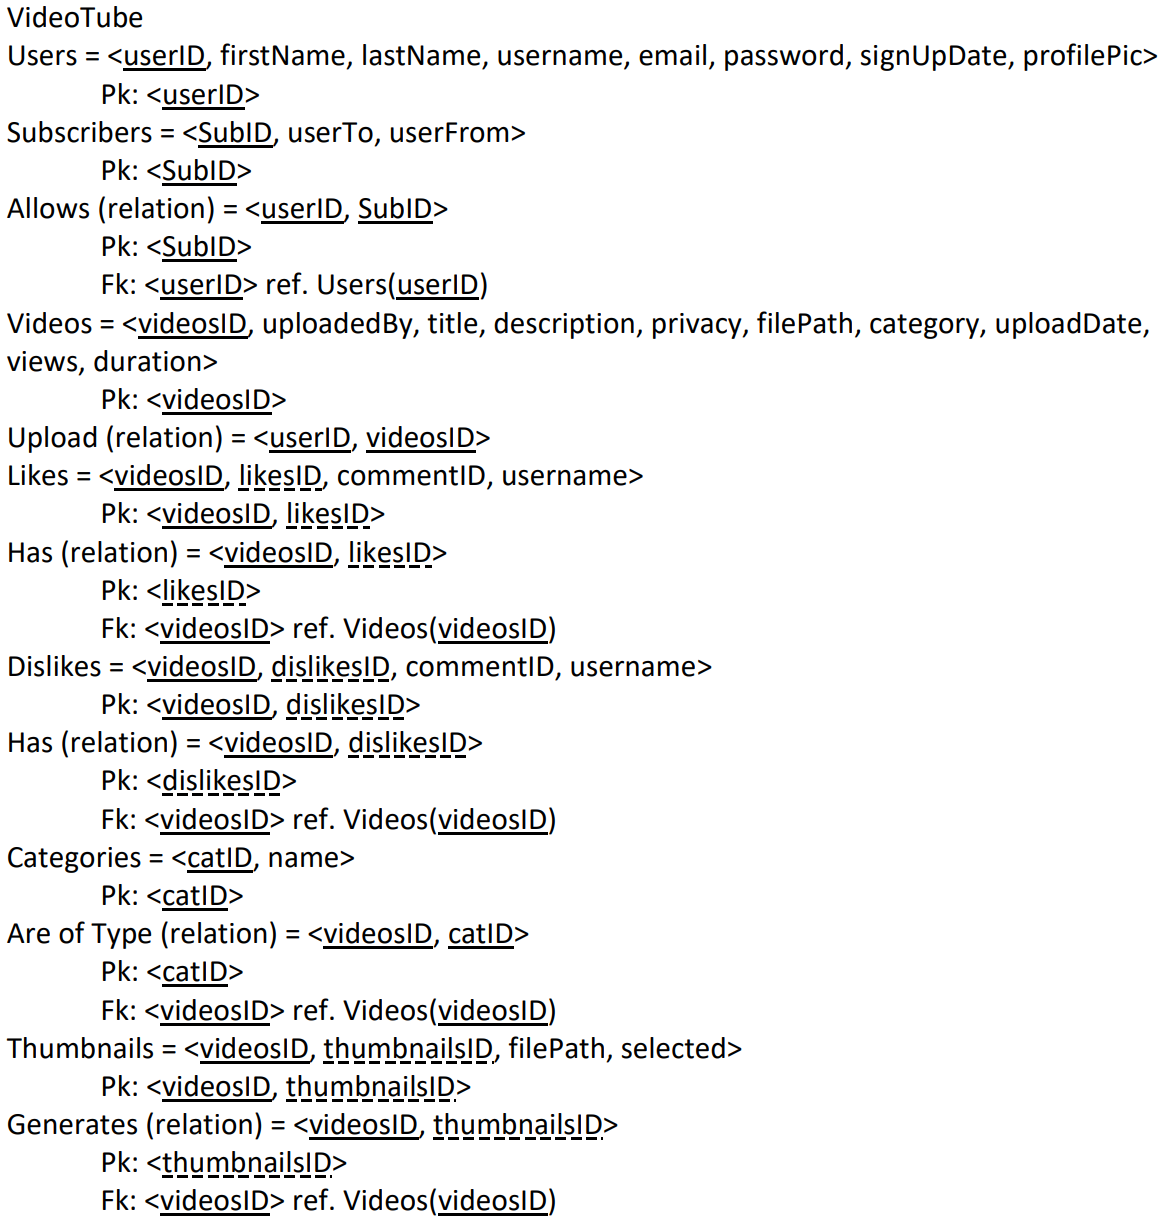 VideoTube
Users = <userID, firstName, lastName, username, email, password, signUpDate, profilePic>
Pk: <userID>
Subscribers = <SubID, userTo, userFrom>
Pk: <SubID>
Allows (relation) = <userID, SubID>
Pk: <SubID>
Fk: <userID> ref. Users(userID)
Videos = <videosID, uploadedBy, title, description, privacy, filePath, category, uploadDate,
views, duration>
Pk: <videosID>
Upload (relation) = <userID, videosID>
Likes = <videosID, likesID, commentID, username>
Pk: <videosID, likesID>
Has (relation) = <videosID, likesID>
Pk: <likesID>
Fk: <videosID> ref. Videos(videosID)
Dislikes = <videosID, dislikesID, commentID, username>
Pk: <videosID, dislikesID>
Has (relation) = <videosID, dislikesID>
Pk: <dislikesID>
Fk: <videosID> ref. Videos(videosID)
Categories = <catID, name>
Pk: <catID>
Are of Type (relation) = <videosID, catID>
Pk: <catID>
Fk: <videosID> ref. Videos(videosID)
Thumbnails = <videosID, thumbnailsID, filePath, selected>
Pk: <videosID, thumbnailsID>
Generates (relation) = <videosID, thumbnailsID>
Pk: <thumbnailsID>
Fk: <videosID> ref. Videos(videosID)